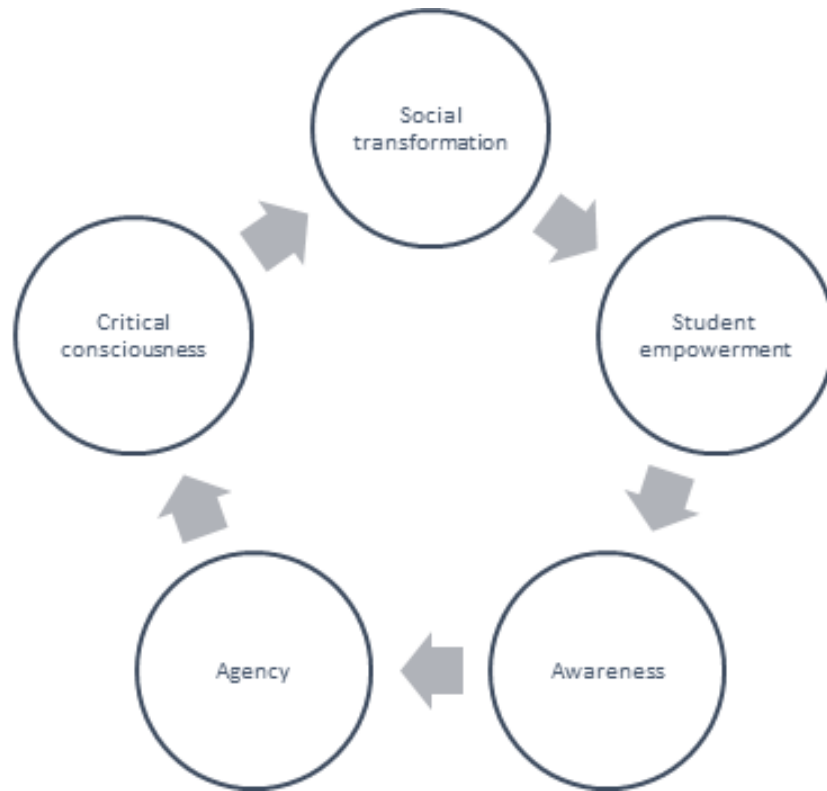 Social
transformation
Student
empowerment
Awareness
Agency
Critical
consciousness